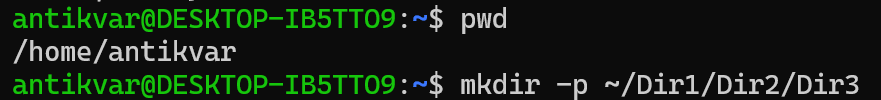 antikvar@DESKTOP-IB5TTO9:~$ pwd
/home/antikvar
antikvar@DESKTOP-IB5TTO9:~$ mkdir -p ~/Dir1/Dir2/Dir3